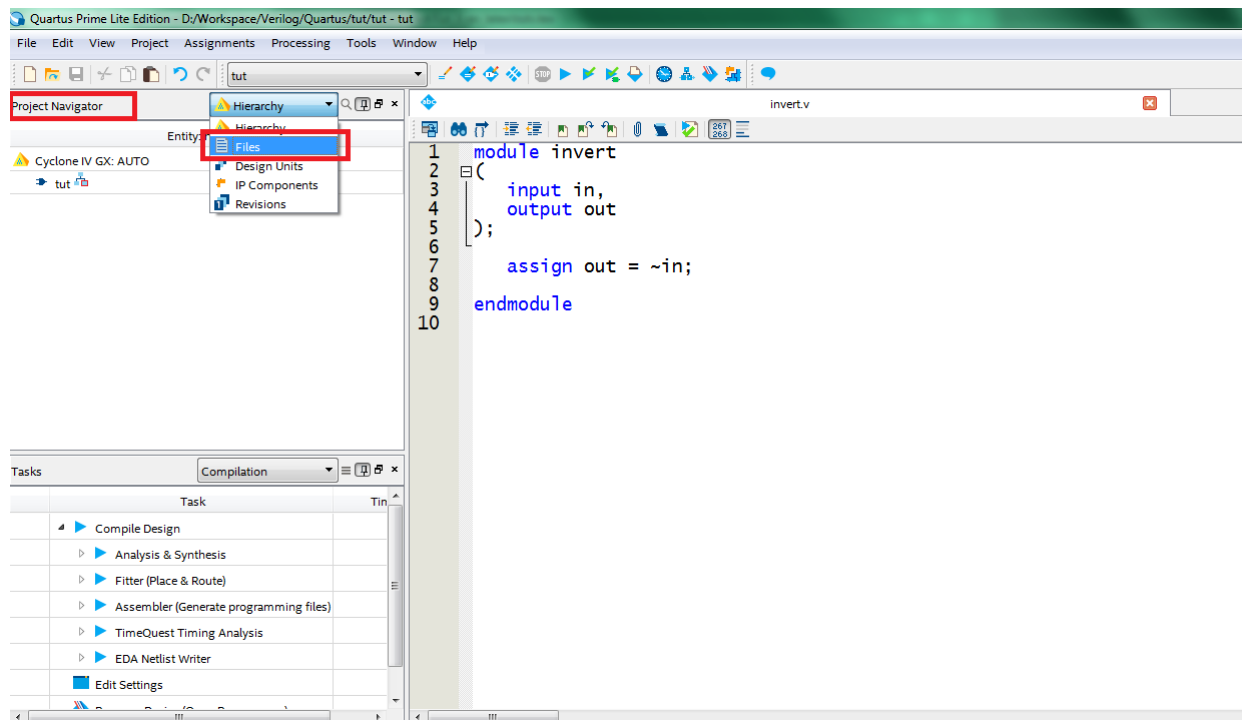 Quartus Prime Lite Edition - D:/Workspace/Verilog/Quartus/tut/tut - tut
File Edit View Project Assignments Processing Tools Window Help
tut
Project Navigator
Hierarchy
Hierarchy
Files
Design Units
IP Components
Revisions
Cyclone IV GX: AUTO
tut
Tasks
Compilation
Task
Compile Design
Analysis & Synthesis
Fitter (Place & Route)
Assembler (Generate programming files)
TimeQuest Timing Analysis
EDA Netlist Writer
Edit Settings
STOP
abc
invert.v
267
268
1 module invert
2 (
3 input in,
4 output out
5 );
6
7 assign out = ~in;
8
9 endmodule
10